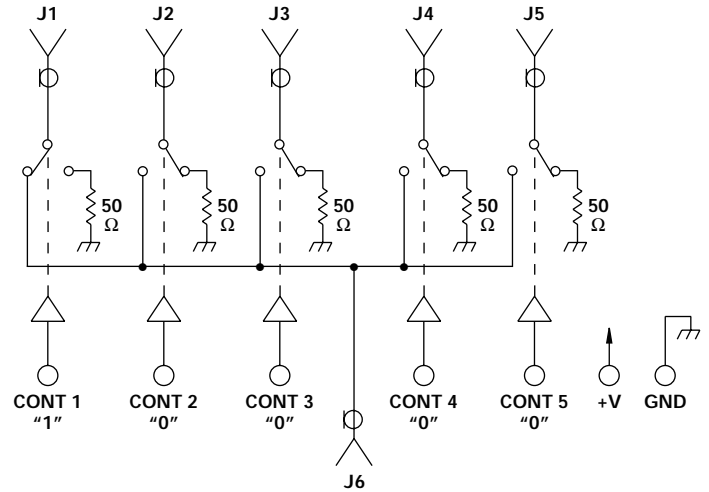 J1 J2 J3 J4 J5
50 Ω 50 Ω 50 Ω 50 Ω 50 Ω
CONT 1 CONT 2 CONT 3 CONT 4 CONT 5 +V GND
“1” “0” “0” “0” “0”
J6